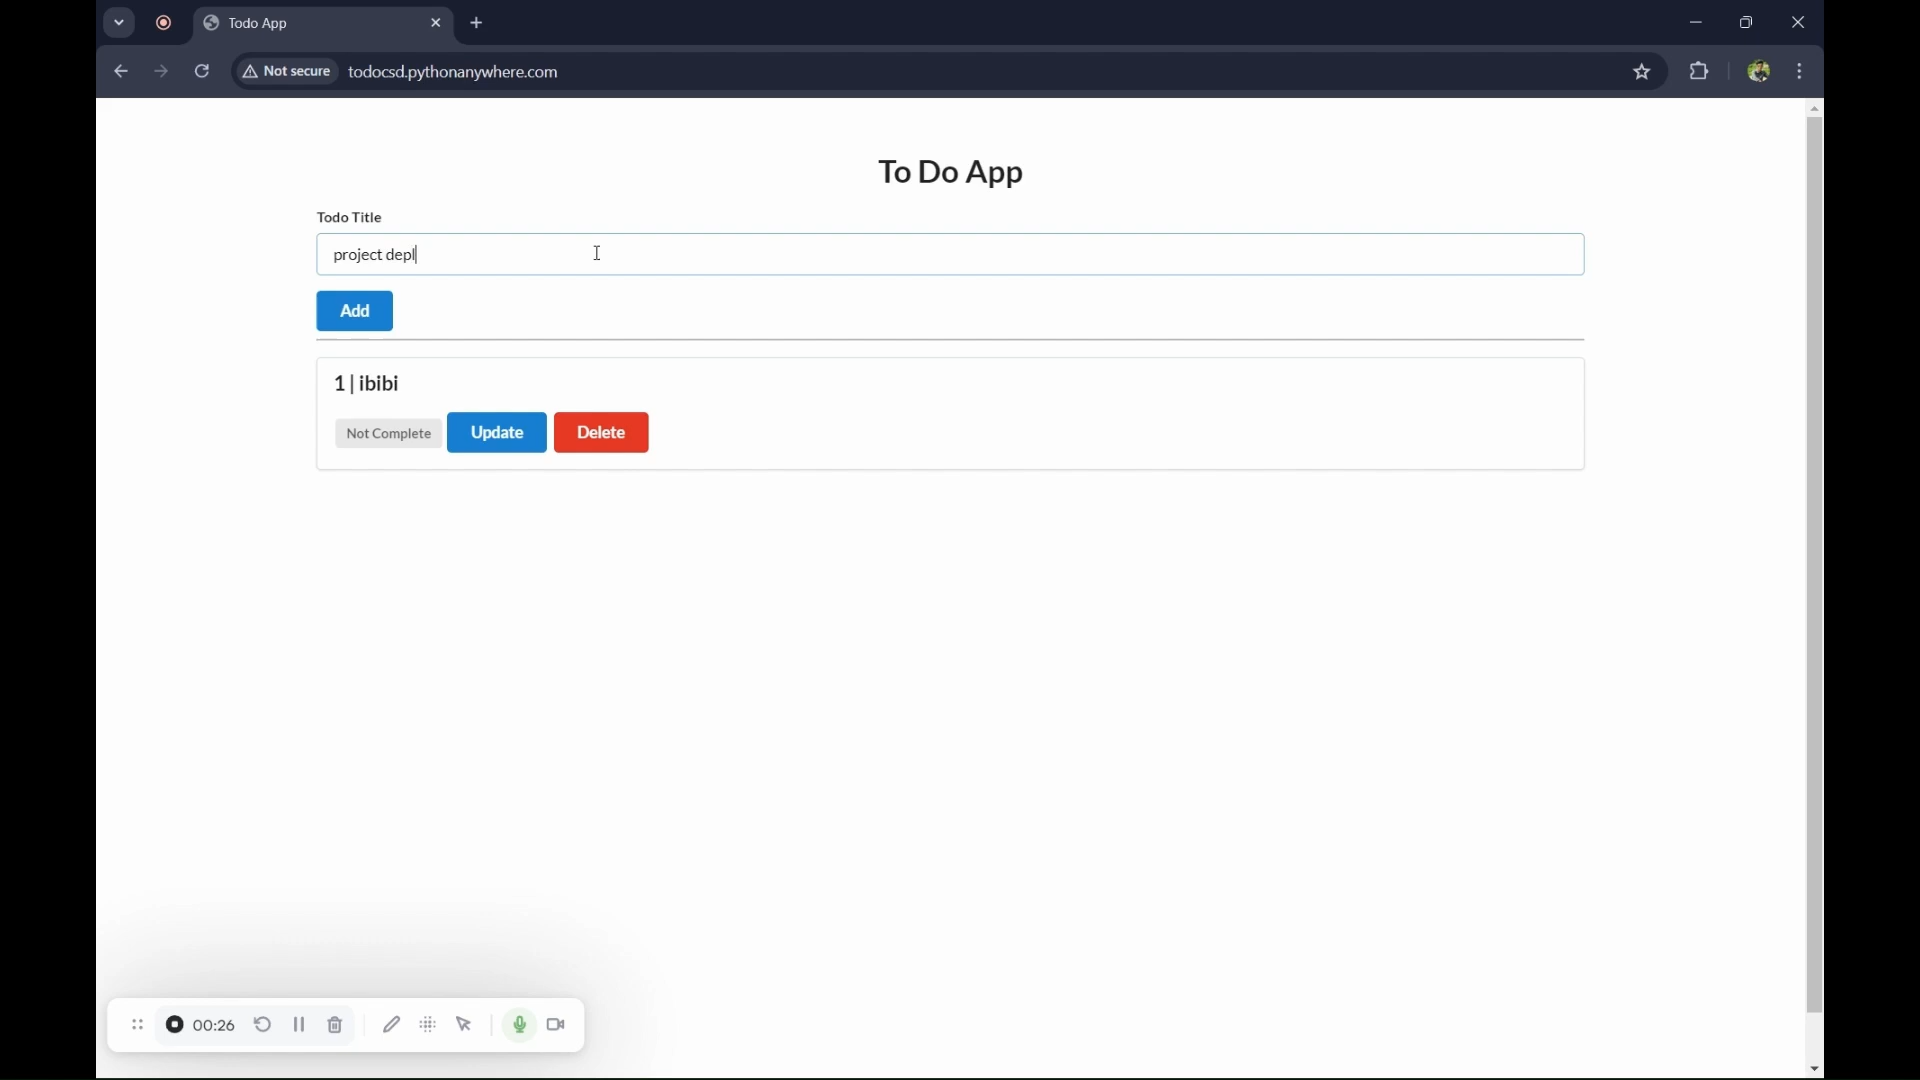 Todo App
Not secure
todocsd.pythonanywhere.com
To Do App
Todo Title
project depl
Add
1 | ibibi
Not Complete
Update
Delete
00:26